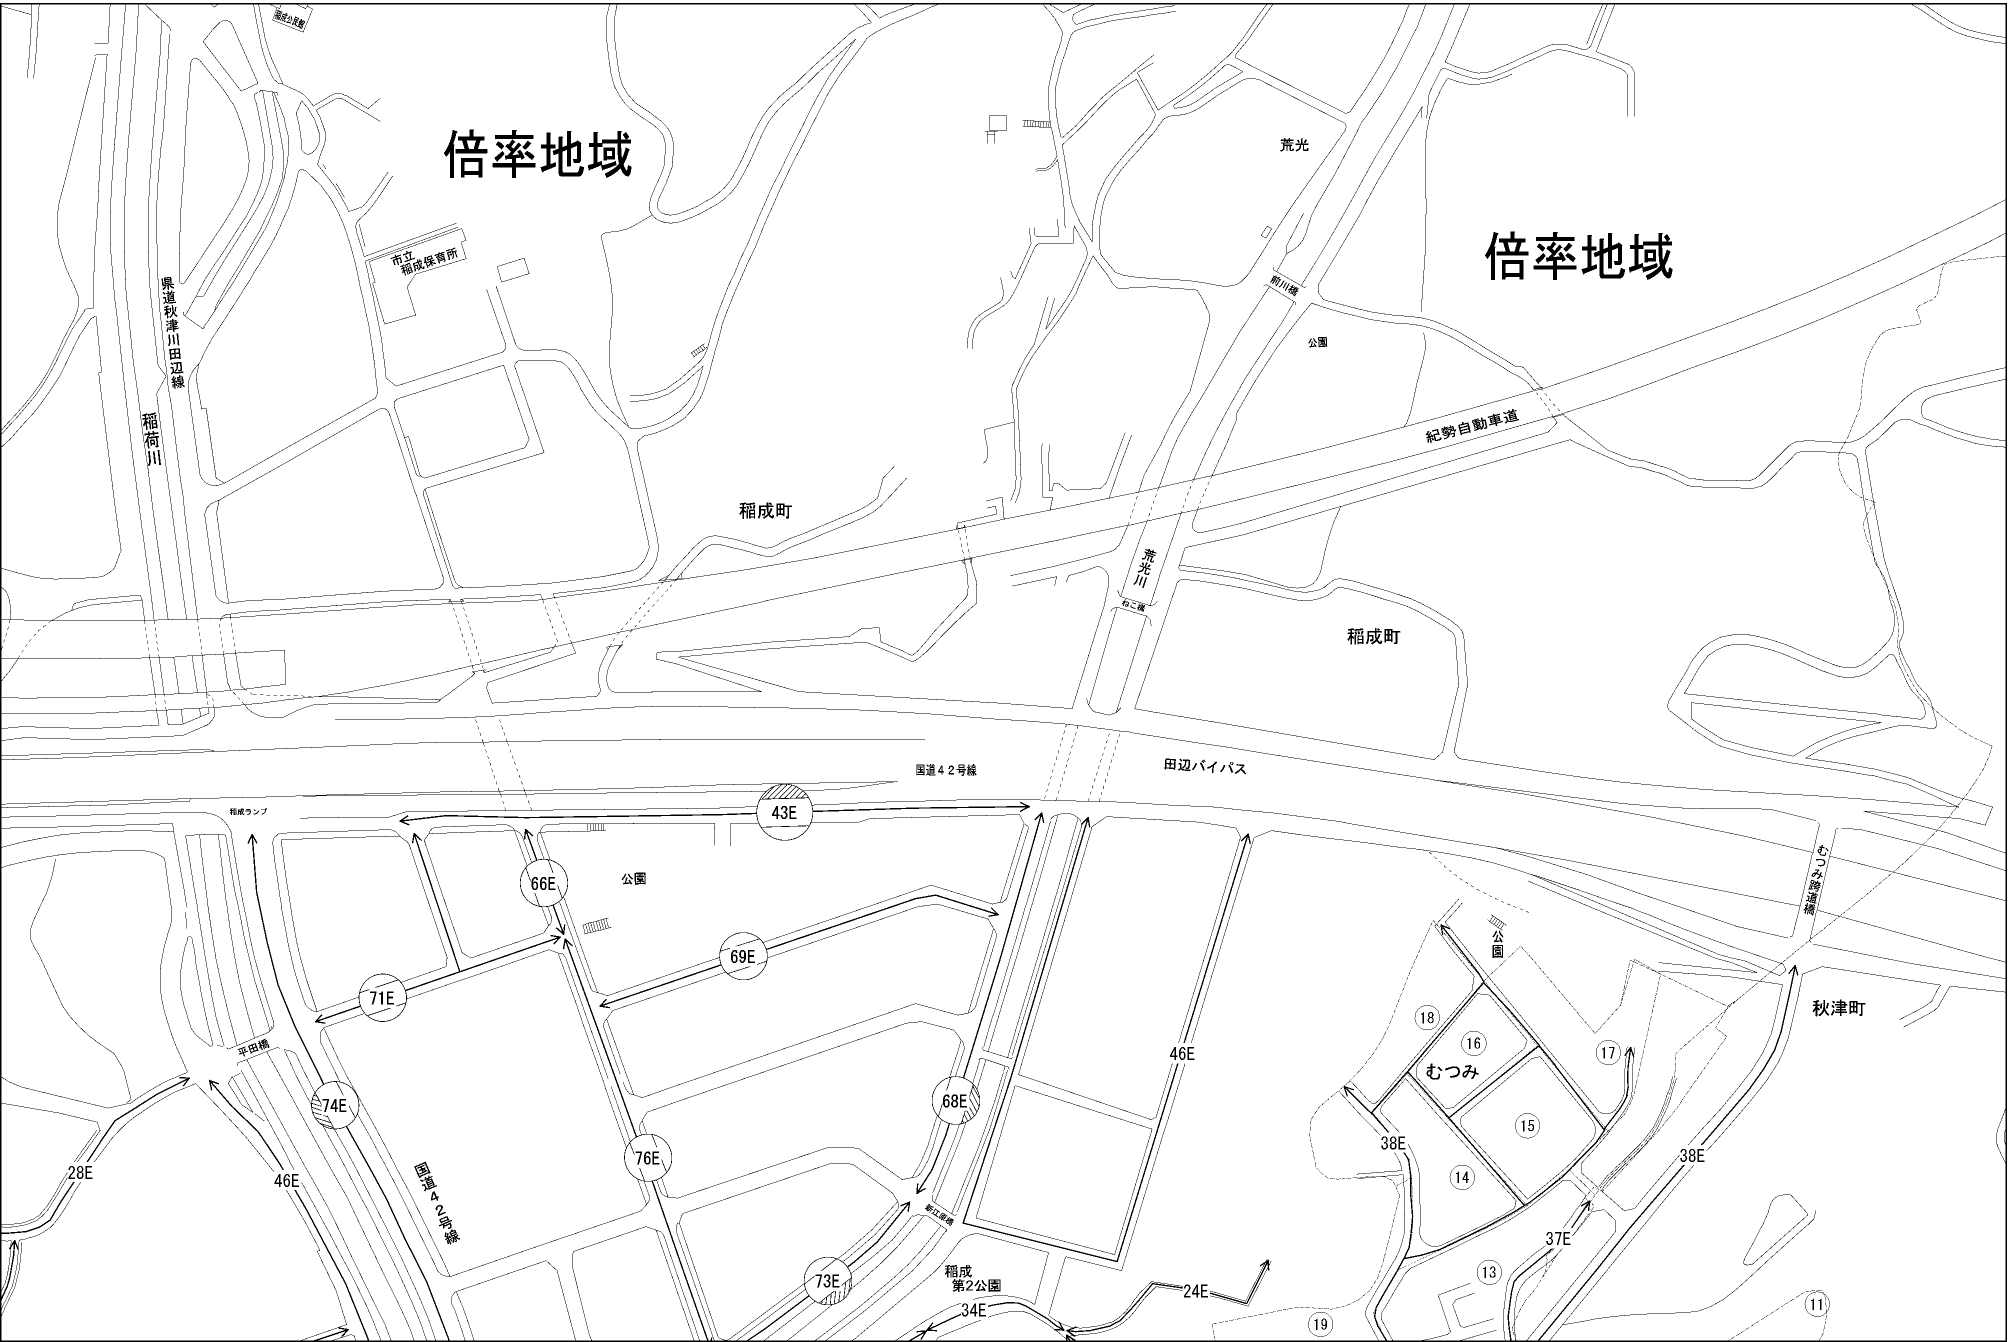 稲成公民館
倍率地域
荒光
倍率地域
市立
稲成保育所
県道秋津川田辺線
前川橋
公園
稲荷川
紀勢自動車道
稲成町
荒光川
ねこ橋
稲成町
国道42号線
田辺バイパス
稲成ランプ
43E
66E
公園
むつみ跨道橋
公園
69E
71E
秋津町
18
16
17
平田橋
46E
むつみ
74E
68E
15
38E
76E
38E
28E
46E
14
国道42号線
新江原橋
37E
稲成
第2公園
73E
13
24E
34E
19
11